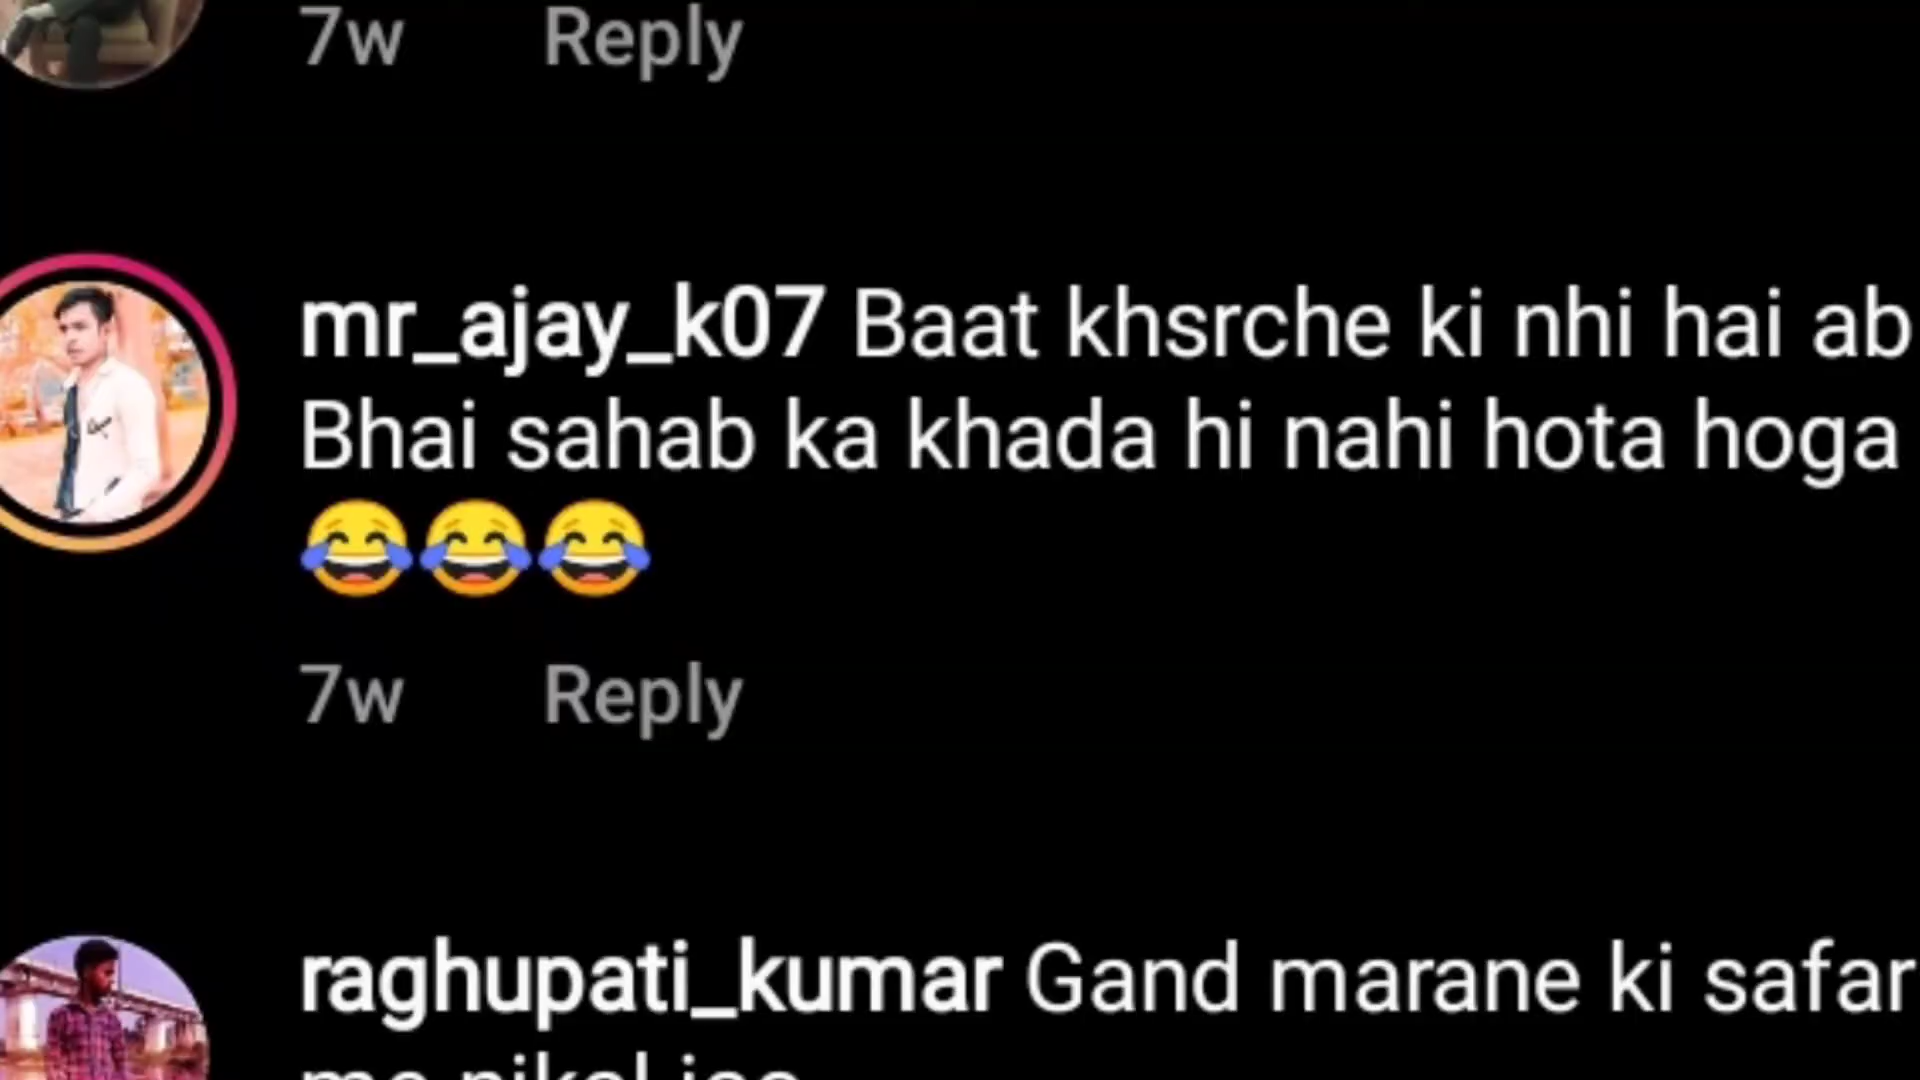 7w Reply
mr_ajay_k07 Baat khsrche ki nhi hai ab
Bhai sahab ka khada hi nahi hota hoga
😂😂😂
7w Reply
raghupati_kumar Gand marane ki safar